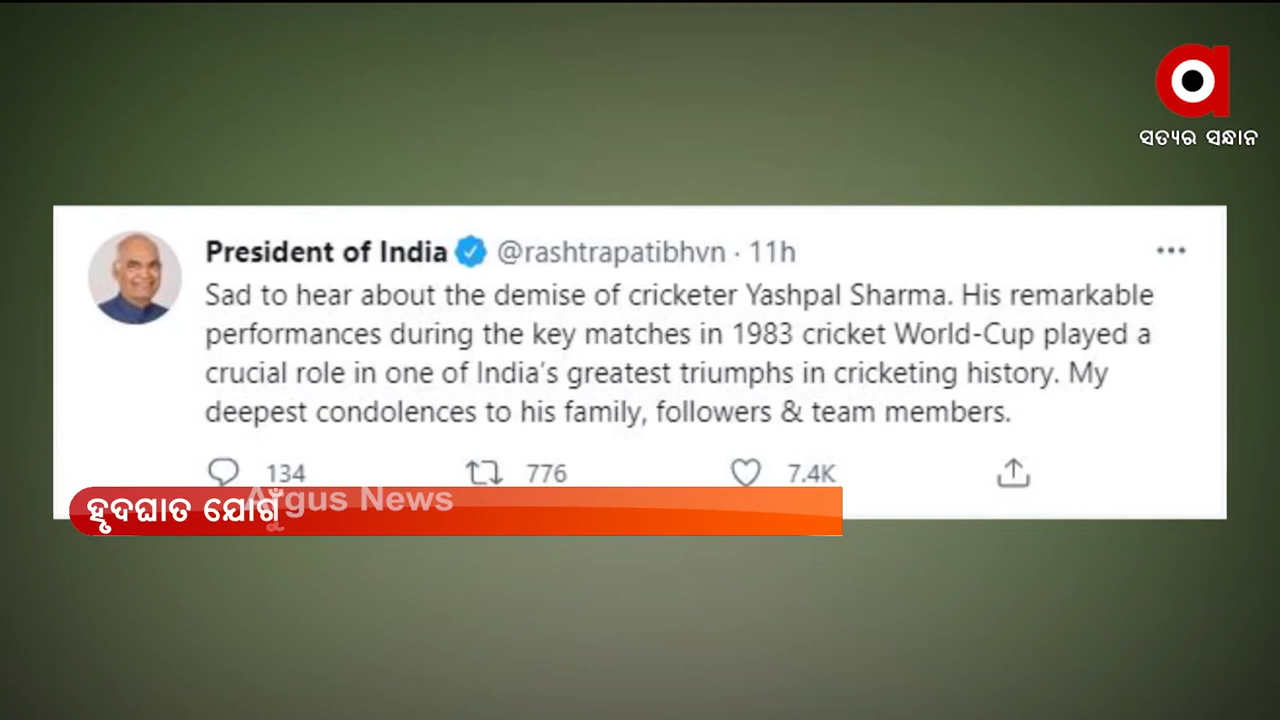 ସତ୍ୟର ସନ୍ଧାନ
President of India @rashtrapatibhvn · 11h
Sad to hear about the demise of cricketer Yashpal Sharma. His remarkable
performances during the key matches in 1983 cricket World-Cup played a
crucial role in one of India's greatest triumphs in cricketing history. My
deepest condolences to his family, followers & team members.
134 776 7.4K
Argus News
ହୃଦଘାତ ଯୋଗୁଁ